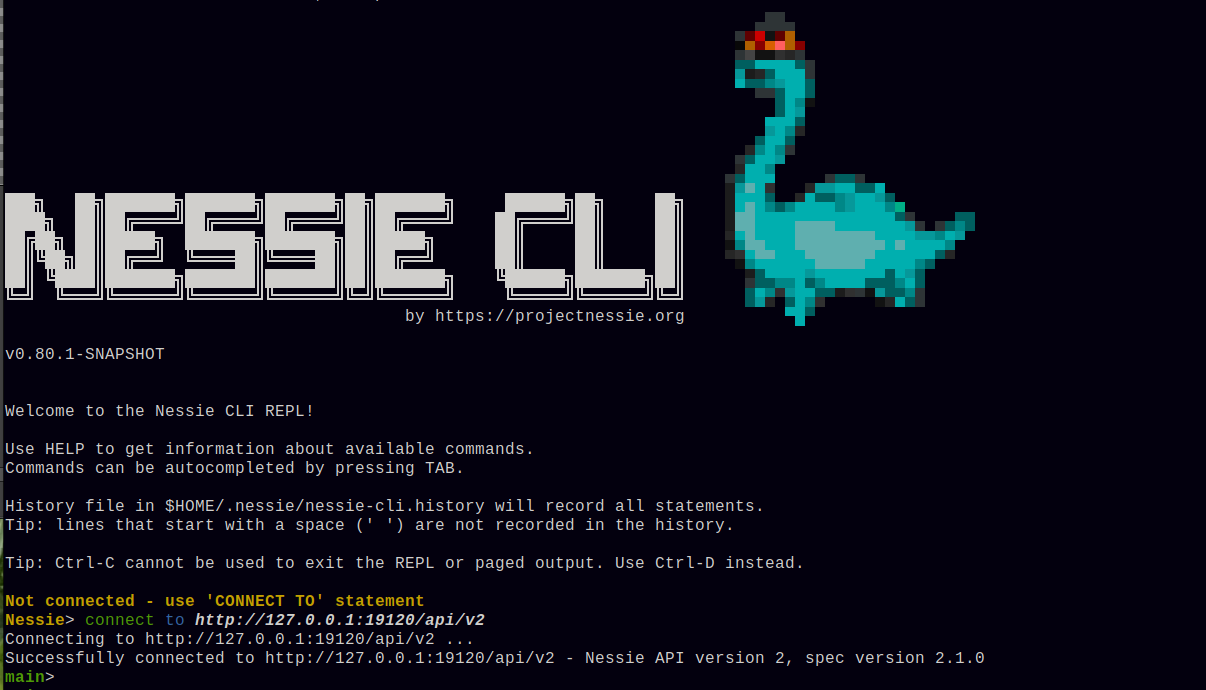 NESSIE CLI
by https://projectnessie.org
v0.80.1-SNAPSHOT
Welcome to the Nessie CLI REPL!
Use HELP to get information about available commands.
Commands can be autocompleted by pressing TAB.
History file in $HOME/.nessie/nessie-cli.history will record all statements.
Tip: lines that start with a space (' ') are not recorded in the history.
Tip: Ctrl-C cannot be used to exit the REPL or paged output. Use Ctrl-D instead.
Not connected - use 'CONNECT TO' statement
Nessie> connect to http://127.0.0.1:19120/api/v2
Connecting to http://127.0.0.1:19120/api/v2 ...
Successfully connected to http://127.0.0.1:19120/api/v2 - Nessie API version 2, spec version 2.1.0
main>